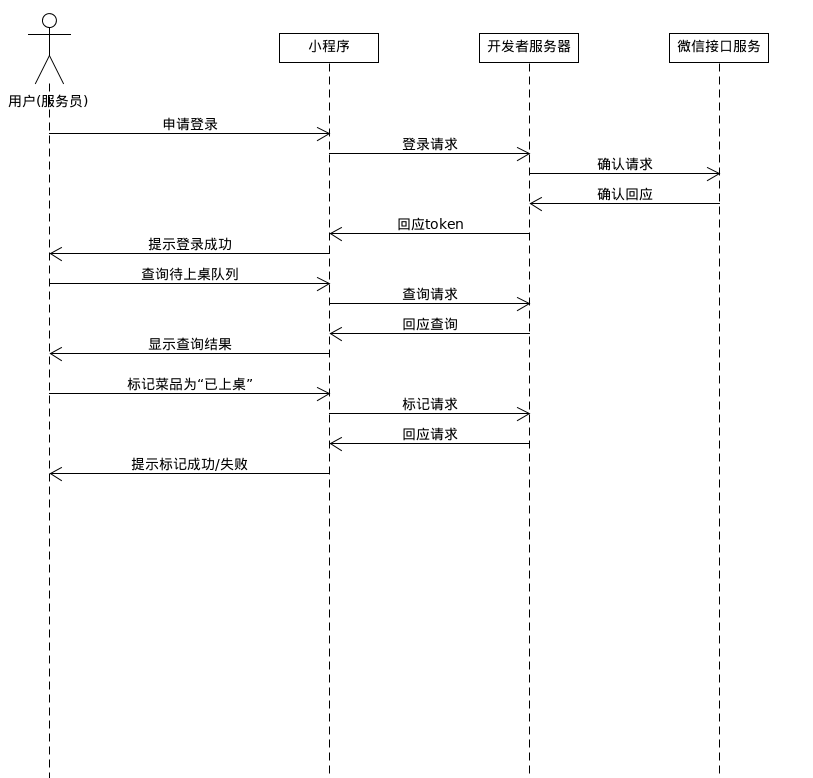 小程序
开发者服务器
微信接口服务
用户(服务员)
申请登录
登录请求
确认请求
确认回应
回应token
提示登录成功
查询待上桌队列
查询请求
回应查询
显示查询结果
标记菜品为“已上桌”
标记请求
回应请求
提示标记成功/失败